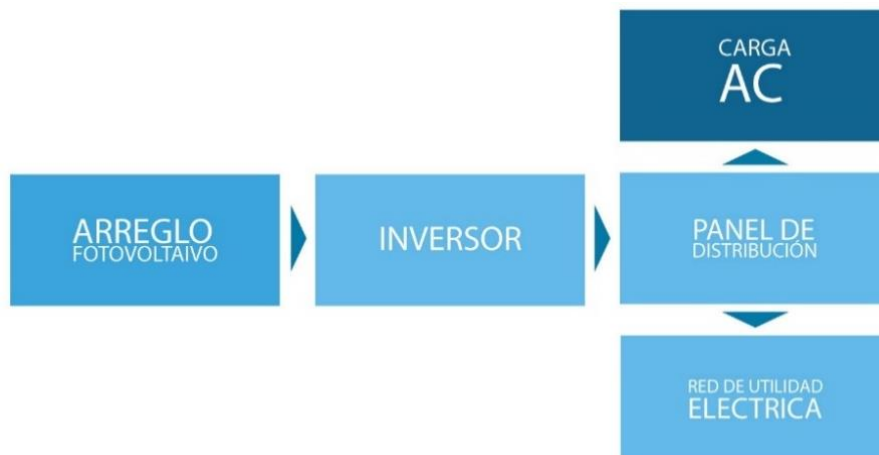 CARGA
AC
ARREGLO
FOTOVOLTAIVO
INVERSOR
PANEL DE
DISTRIBUCIÓN
RED DE UTILIDAD
ELECTRICA